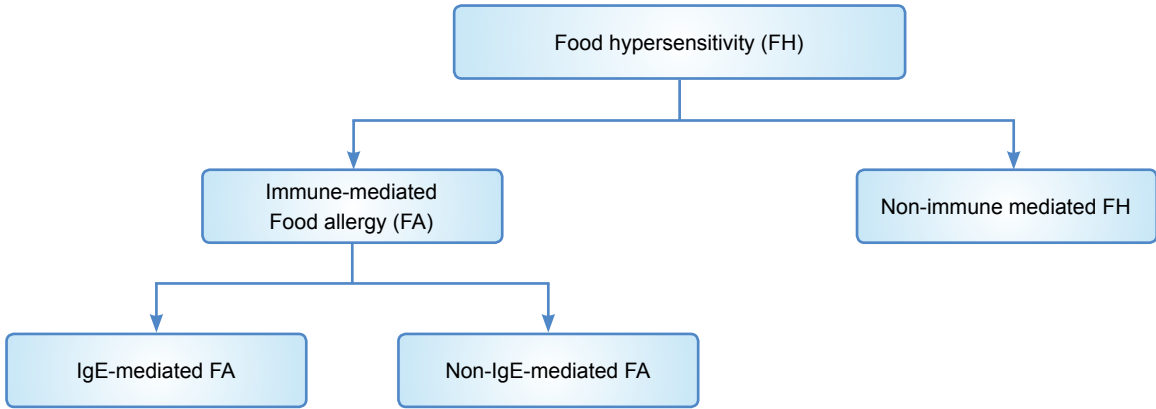 Food hypersensitivity (FH)
Immune-mediated
Food allergy (FA)
Non-immune mediated FH
IgE-mediated FA
Non-IgE-mediated FA